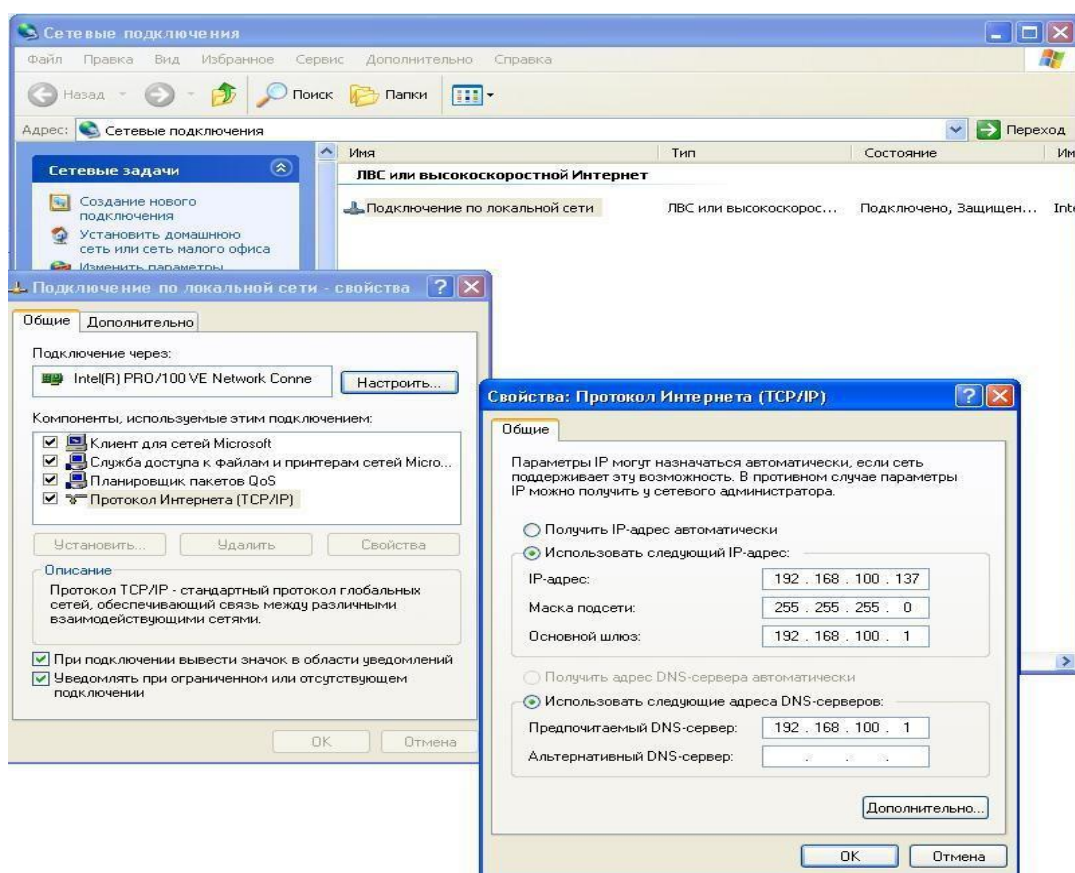 Сетевые подключения
Файл Правка Вид Избранное Сервис Дополнительно Справка
Назад Поиск Папки
Адрес: Сетевые подключения Переход
Сетевые задачи
Создание нового
подключения
Установить домашнюю
сеть или сеть малого офиса
Изменить параметры
Имя Тип Состояние Им
ЛВС или высокоскоростной Интернет
Подключение по локальной сети ЛВС или высокоскорос... Подключено, Защищен... Inte
Подключение по локальной сети - свойства
Общие Дополнительно
Подключение через:
Intel(R) PRO/100 VE Network Conne Настроить...
Компоненты, используемые этим подключением:
Клиент для сетей Microsoft
Служба доступа к файлам и принтерам сетей Micro...
Планировщик пакетов QoS
Протокол Интернета (TCP/IP)
Установить... Удалить Свойства
Описание
Протокол TCP/IP - стандартный протокол глобальных
сетей, обеспечивающий связь между различными
взаимодействующими сетями.
При подключении вывести значок в области уведомлений
Уведомлять при ограниченном или отсутствующем
подключении
OK Отмена
Свойства: Протокол Интернета (TCP/IP)
Общие
Параметры IP могут назначаться автоматически, если сеть
поддерживает эту возможность. В противном случае параметры
IP можно получить у сетевого администратора.
Получить IP-адрес автоматически
Использовать следующий IP-адрес:
IP-адрес: 192 . 168 . 100 . 137
Маска подсети: 255 . 255 . 255 . 0
Основной шлюз: 192 . 168 . 100 . 1
Получить адрес DNS-сервера автоматически
Использовать следующие адреса DNS-серверов:
Предпочитаемый DNS-сервер: 192 . 168 . 100 . 1
Альтернативный DNS-сервер: . . .
Дополнительно...
OK Отмена